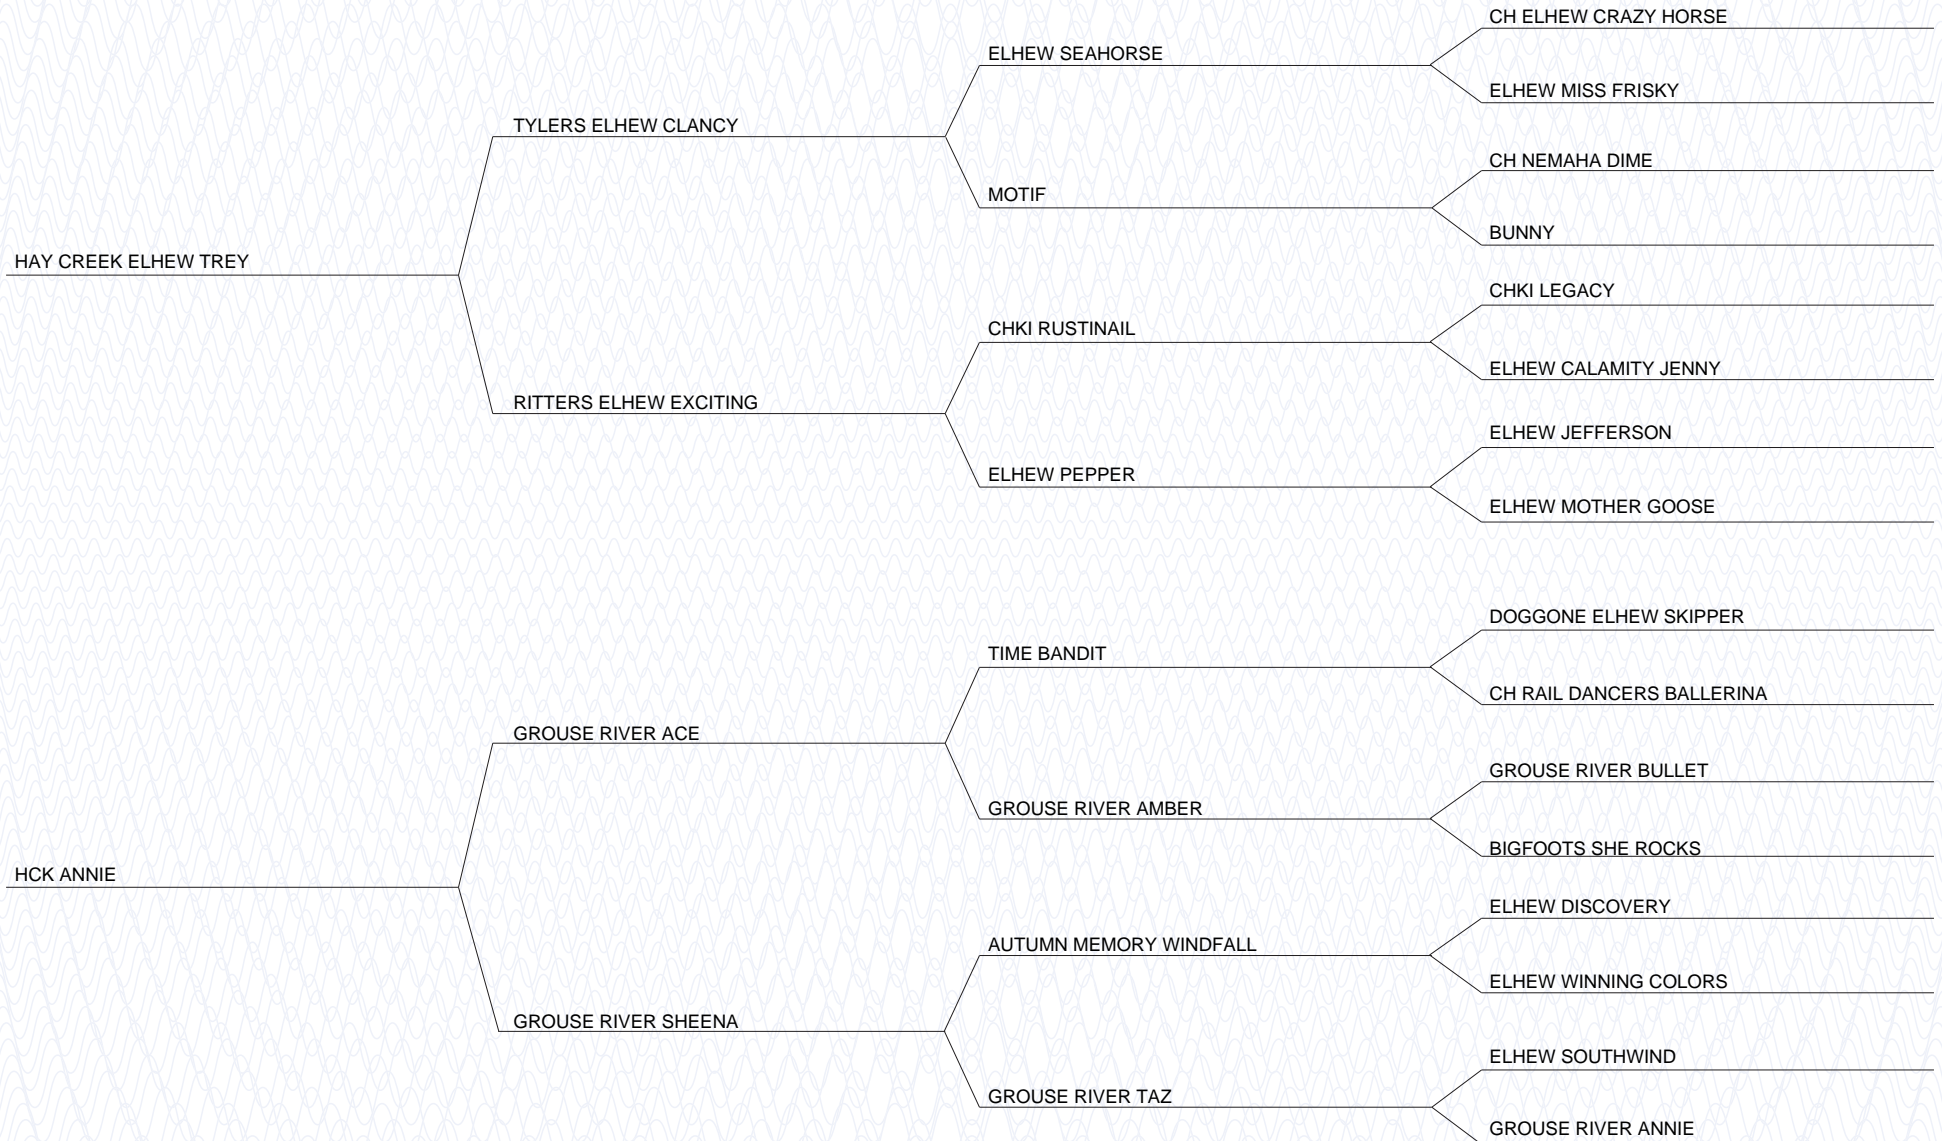 CH ELHEW CRAZY HORSE
ELHEW SEAHORSE
ELHEW MISS FRISKY
TYLERS ELHEW CLANCY
CH NEMAHA DIME
MOTIF
BUNNY
HAY CREEK ELHEW TREY
CHKI LEGACY
CHKI RUSTINAIL
ELHEW CALAMITY JENNY
RITTERS ELHEW EXCITING
ELHEW JEFFERSON
ELHEW PEPPER
ELHEW MOTHER GOOSE
DOGGONE ELHEW SKIPPER
TIME BANDIT
CH RAIL DANCERS BALLERINA
GROUSE RIVER ACE
GROUSE RIVER BULLET
GROUSE RIVER AMBER
BIGFOOTS SHE ROCKS
HCK ANNIE
ELHEW DISCOVERY
AUTUMN MEMORY WINDFALL
ELHEW WINNING COLORS
GROUSE RIVER SHEENA
ELHEW SOUTHWIND
GROUSE RIVER TAZ
GROUSE RIVER ANNIE